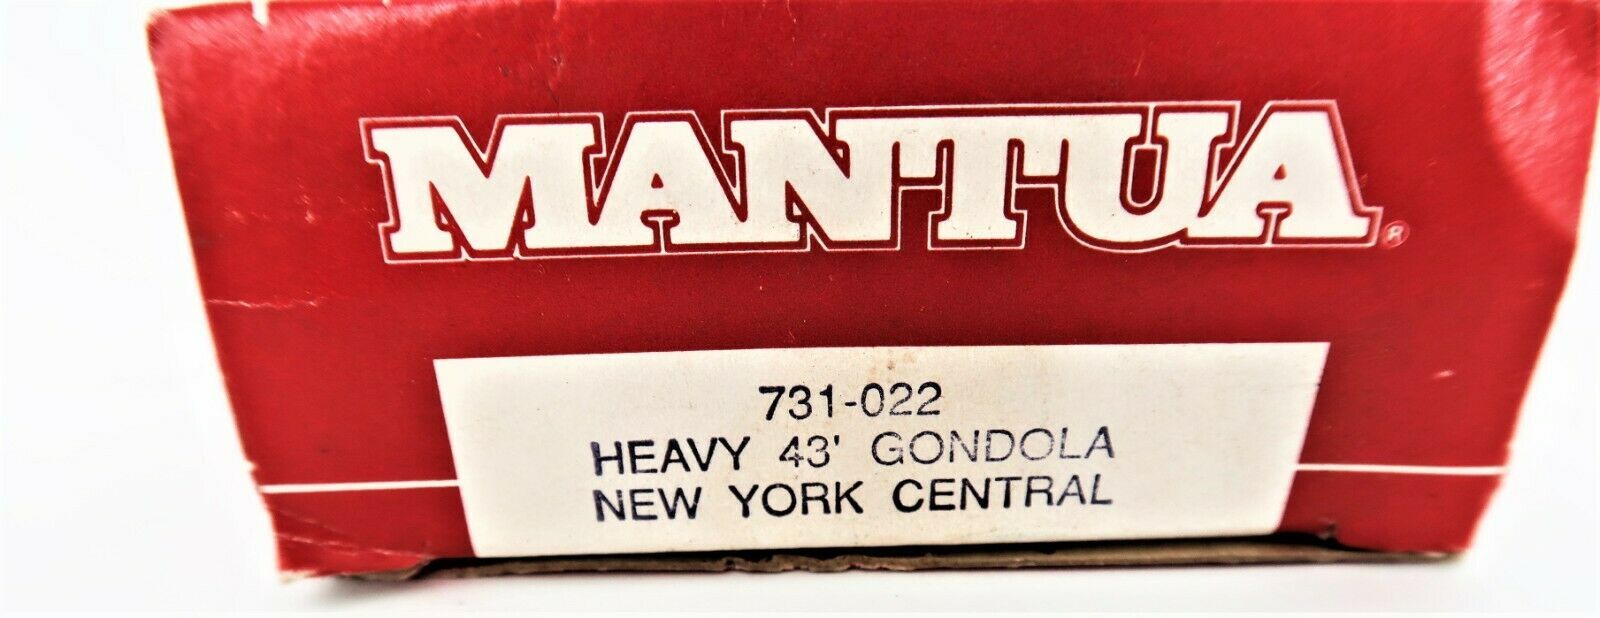 MANTUA®
731-022
HEAVY 43' GONDOLA
NEW YORK CENTRAL